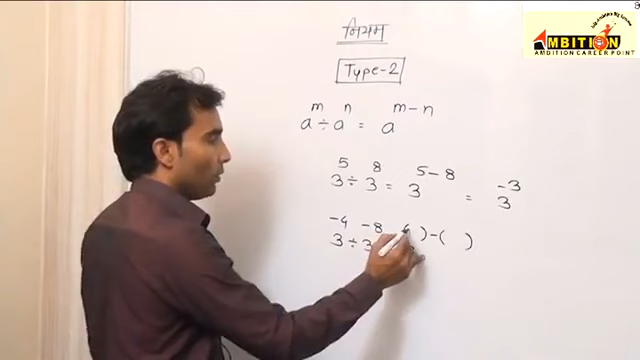 AMBITION
AMBITION CAREER POINT
नियम
Type-2
a^m ÷ a^n = a^m-n
3^5 ÷ 3^8 = 3^5-8 = 3^-3
3^-4 ÷ 3^-8 ( ) - ( )